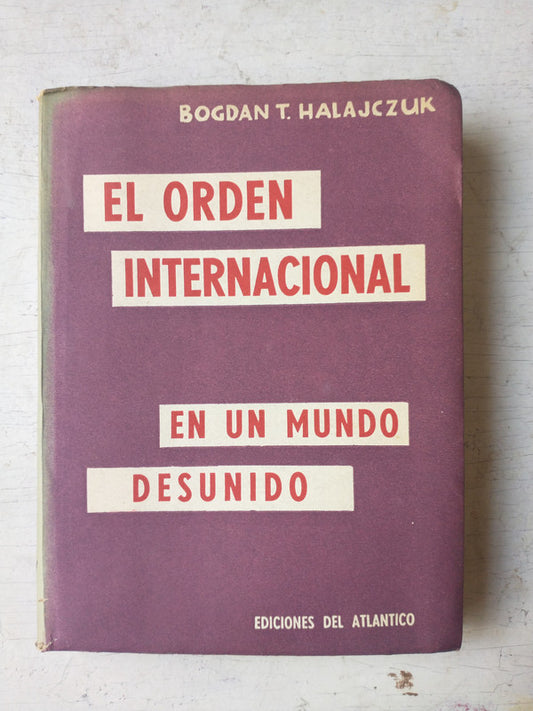 BOGDAN T. HALAJCZUK
EL ORDEN
INTERNACIONAL
EN UN MUNDO
DESUNIDO
EDICIONES DEL ATLANTICO